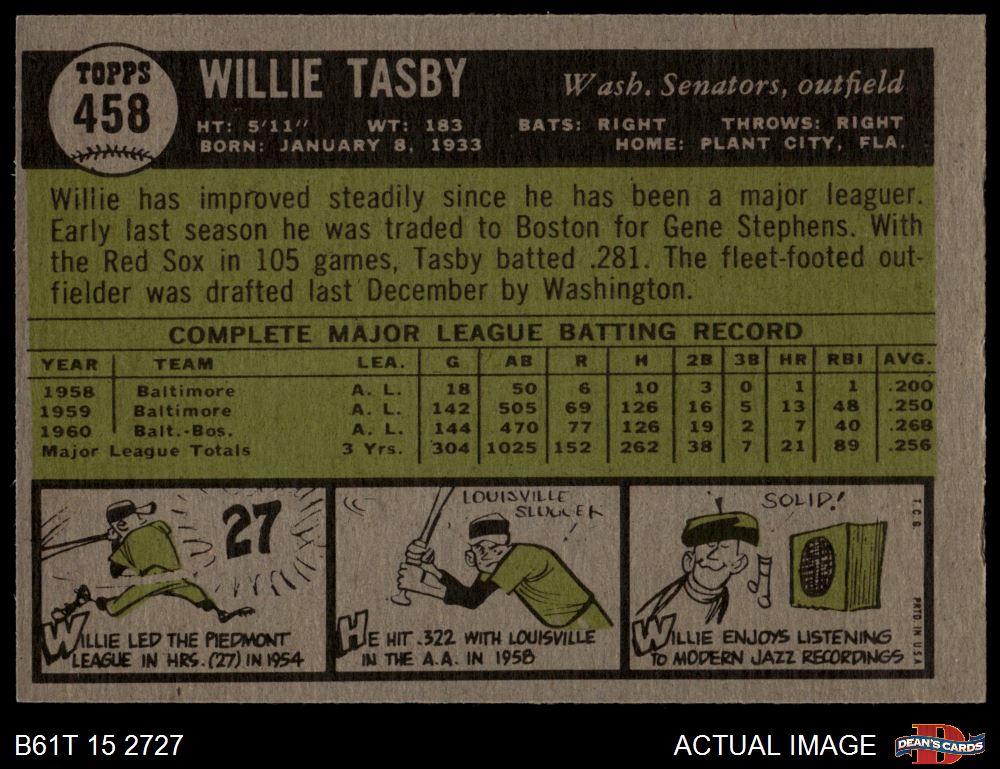 TOPPS
458
WILLIE TASBY
Wash. Senators, outfield
HT: 5'11" WT: 183 BATS: RIGHT THROWS: RIGHT
BORN: JANUARY 8, 1933 HOME: PLANT CITY, FLA.
Willie has improved steadily since he has been a major leaguer.
Early last season he was traded to Boston for Gene Stephens. With
the Red Sox in 105 games, Tasby batted .281. The fleet-footed out-
fielder was drafted last December by Washington.
COMPLETE MAJOR LEAGUE BATTING RECORD
YEAR TEAM LEA. G AB R H 2B 3B HR RBI AVG.
1958 Baltimore A. L. 18 50 6 10 3 0 1 1 .200
1959 Baltimore A. L. 142 505 69 126 16 5 13 48 .250
1960 Balt.-Bos. A. L. 144 470 77 126 19 2 7 40 .268
Major League Totals 3 Yrs. 304 1025 152 262 38 7 21 89 .256
27
WILLIE LED THE PIEDMONT
LEAGUE IN HRS. (27) IN 1954
LOUISVILLE
SLUGGER
HE HIT .322 WITH LOUISVILLE
IN THE A.A. IN 1958
SOLID!
WILLIE ENJOYS LISTENING
TO MODERN JAZZ RECORDINGS
T.C.G.
PRTD. IN USA
B61T 15 2727
ACTUAL IMAGE
D
DEAN'S CARDS